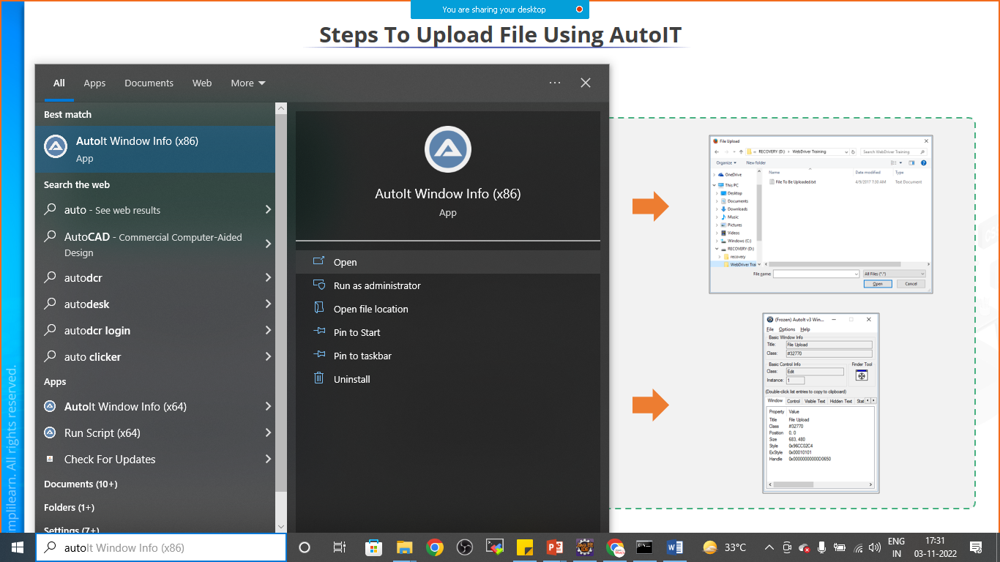 You are sharing your desktop
Steps To Upload File Using AutoIT
All Apps Documents Web More
Best match
AutoIt Window Info (x86)
App
Search the web
auto - See web results
AutoCAD - Commercial Computer-Aided
Design
autodcr
autodesk
autodcr login
auto clicker
Apps
AutoIt Window Info (x64)
Run Script (x64)
Check For Updates
Documents (10+)
Folders (1+)
Settings (7+)
AutoIt Window Info (x86)
App
Open
Run as administrator
Open file location
Pin to Start
Pin to taskbar
Uninstall
File Upload
« RECOVERY (D:) › WebDriver Training
Search WebDriver Training
Organize New folder
Name Date modified Type
File To Be Uploaded.txt 4/9/2017 7:30 AM Text Document
OneDrive
This PC
Desktop
Documents
Downloads
Music
Pictures
Videos
Windows (C:)
RECOVERY (D:)
recovery
WebDriver Trai
File name:
All Files (*.*)
Open Cancel
(Frozen) AutoIt v3 Win...
File Options Help
Basic Window Info
Title: File Upload
Class: #32770
Basic Control Info
Finder Tool
Class: Edit
Instance: 1
(Double-click list entries to copy to clipboard)
Window Control Visible Text Hidden Text Stat
Property Value
Title File Upload
Class #32770
Position 0, 0
Size 683, 480
Style 0x96CC02C4
ExStyle 0x00010101
Handle 0x00000000000D0650
mplilearn. All rights reserved.
autoIt Window Info (x86)
33°C
ENG
IN
17:31
03-11-2022